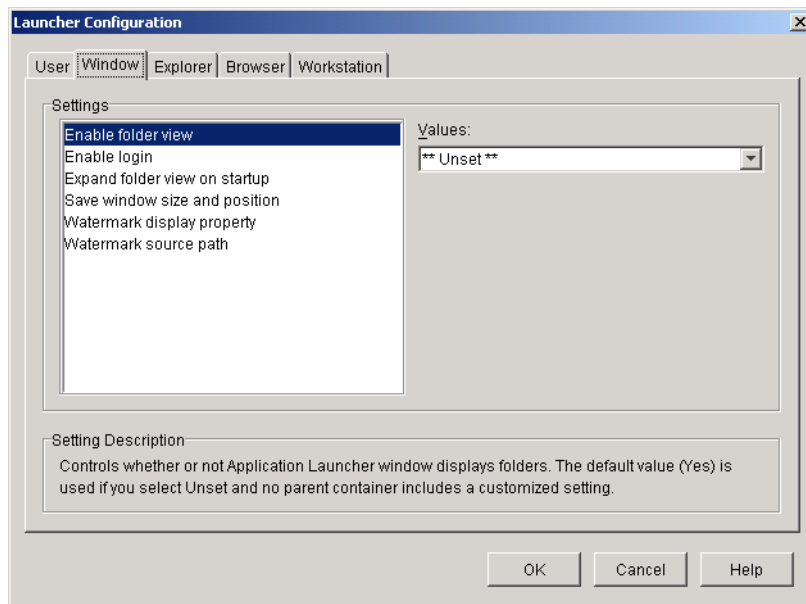 Launcher Configuration
User Window Explorer Browser Workstation
Settings
Enable folder view
Enable login
Expand folder view on startup
Save window size and position
Watermark display property
Watermark source path
Values:
** Unset **
Setting Description
Controls whether or not Application Launcher window displays folders. The default value (Yes) is
used if you select Unset and no parent container includes a customized setting.
OK Cancel Help